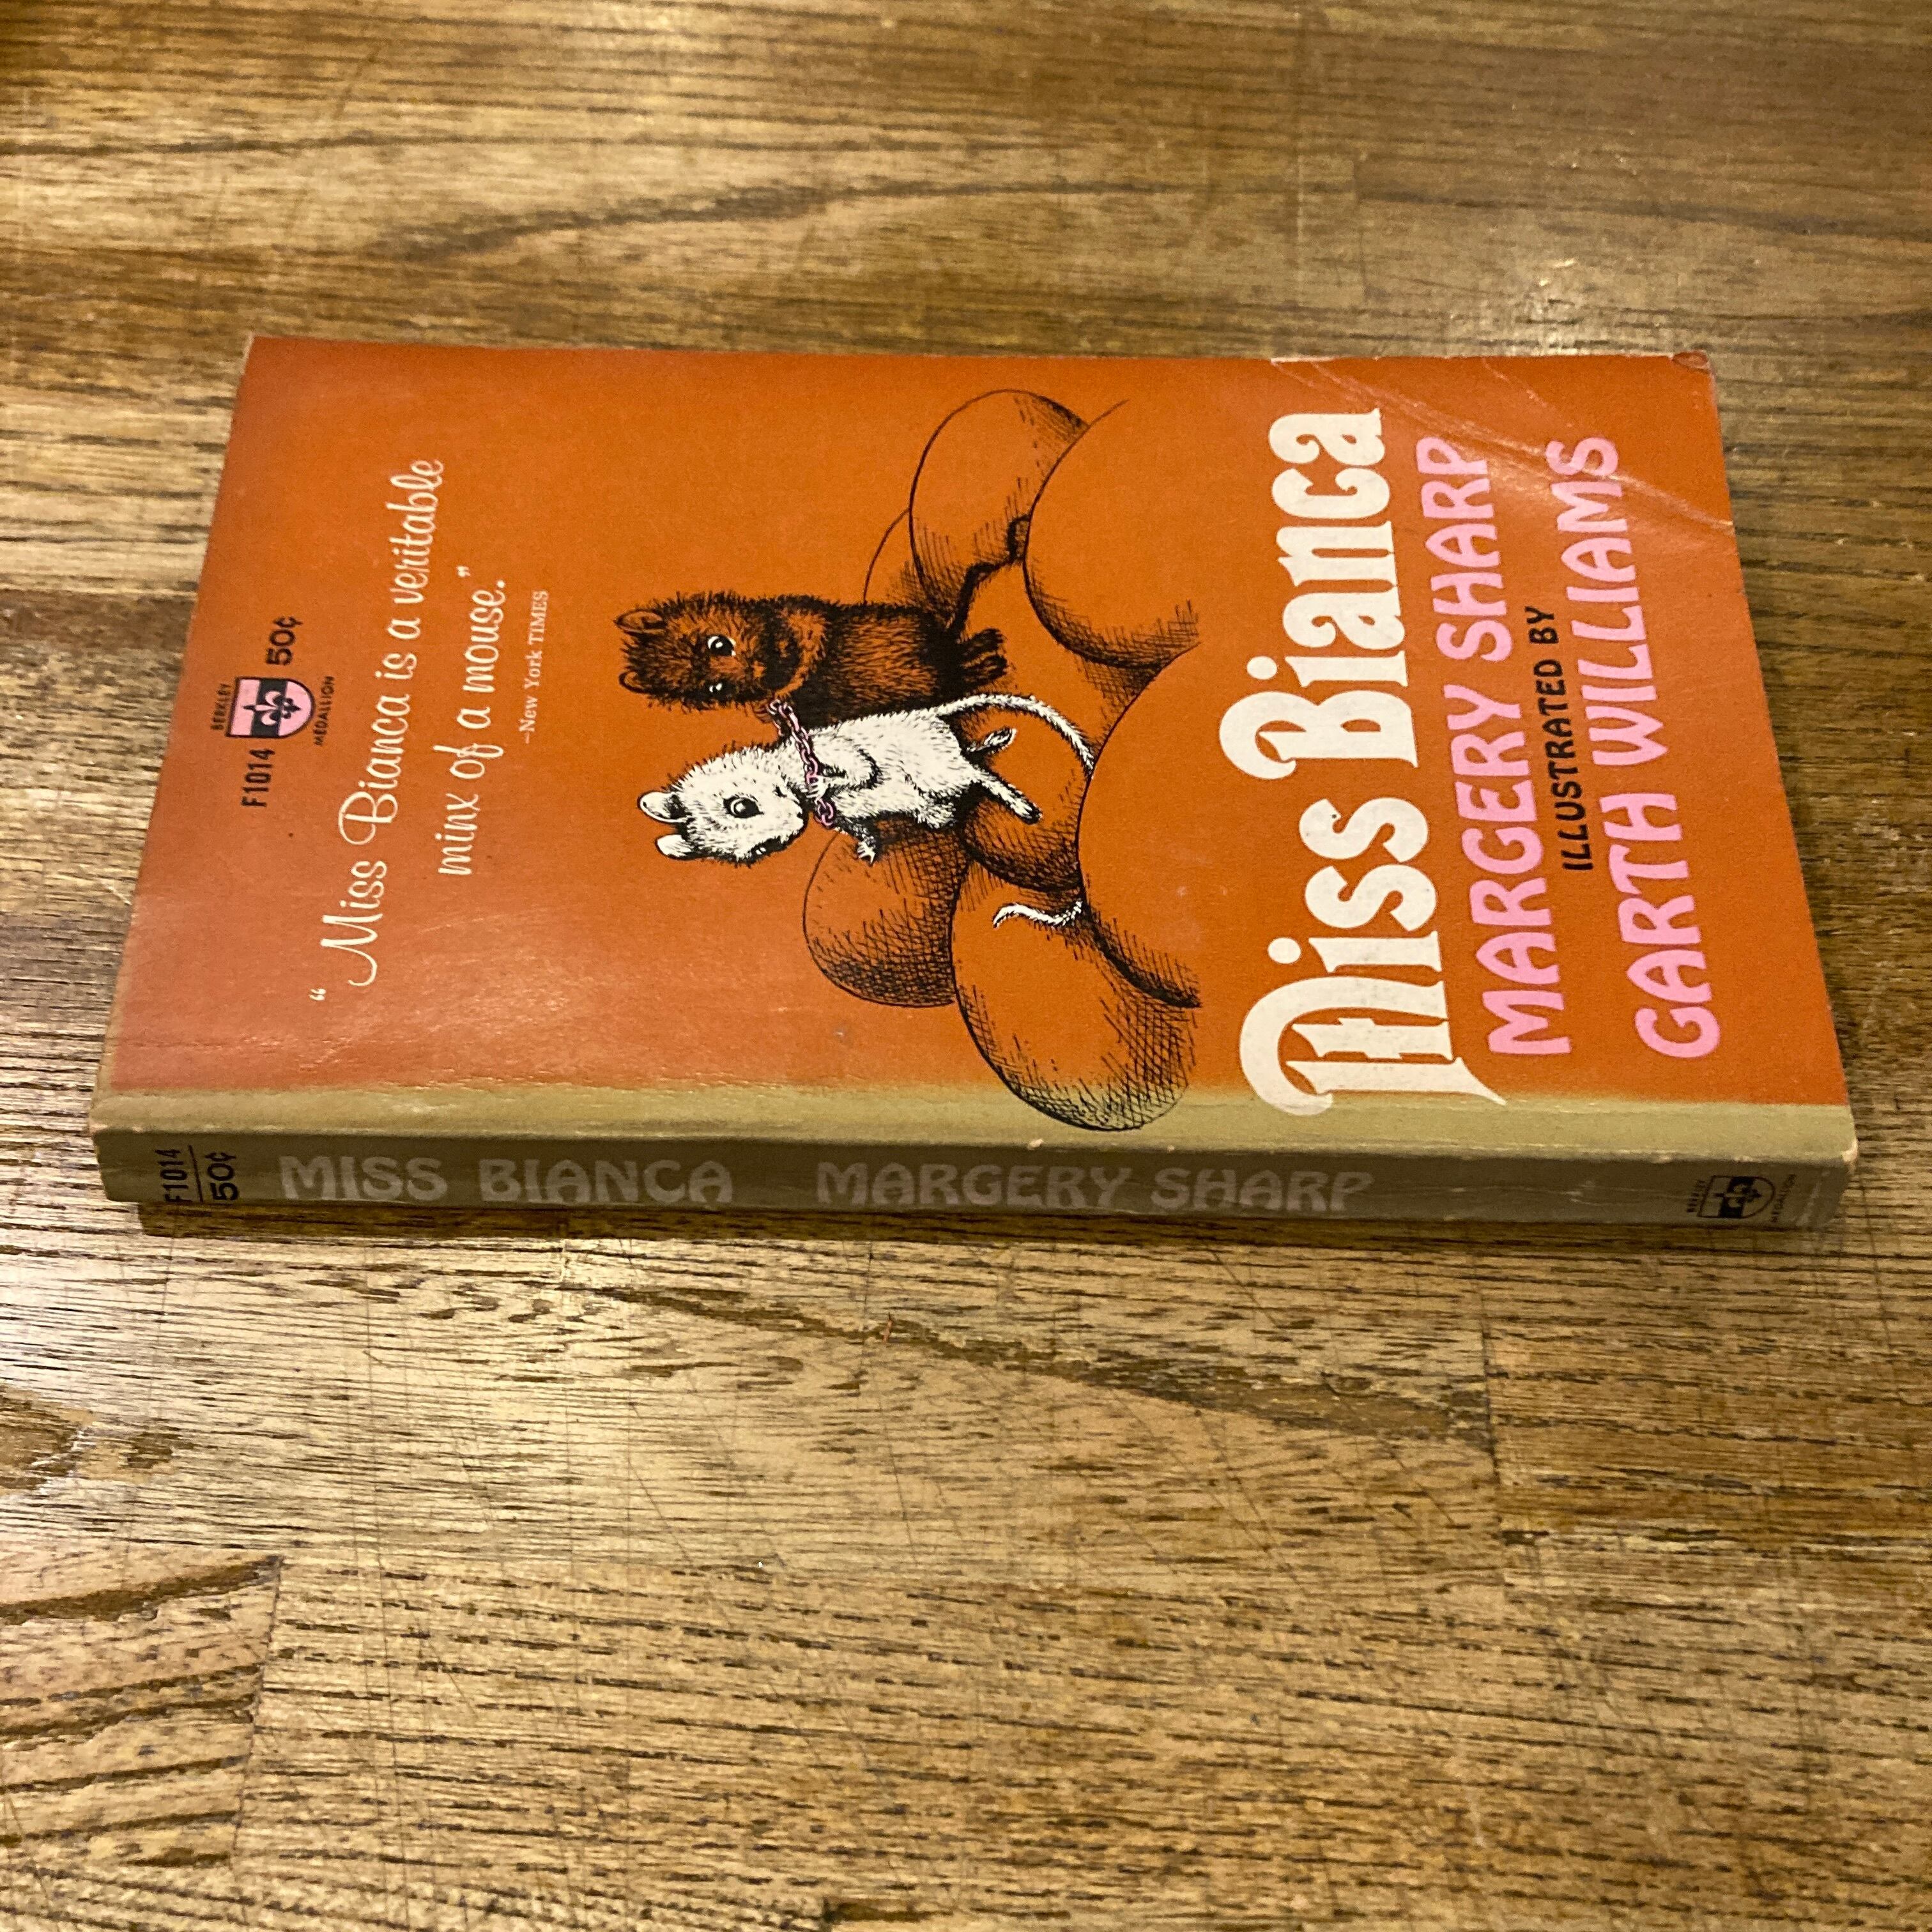 F1014
BERKLEY
MEDALLION
50¢
“Miss Bianca is a veritable
minx of a mouse.”
—New York TIMES
Miss Bianca
MARGERY SHARP
ILLUSTRATED BY
GARTH WILLIAMS
F1014
50¢
MISS BIANCA MARGERY SHARP
BERKLEY
MEDALLION